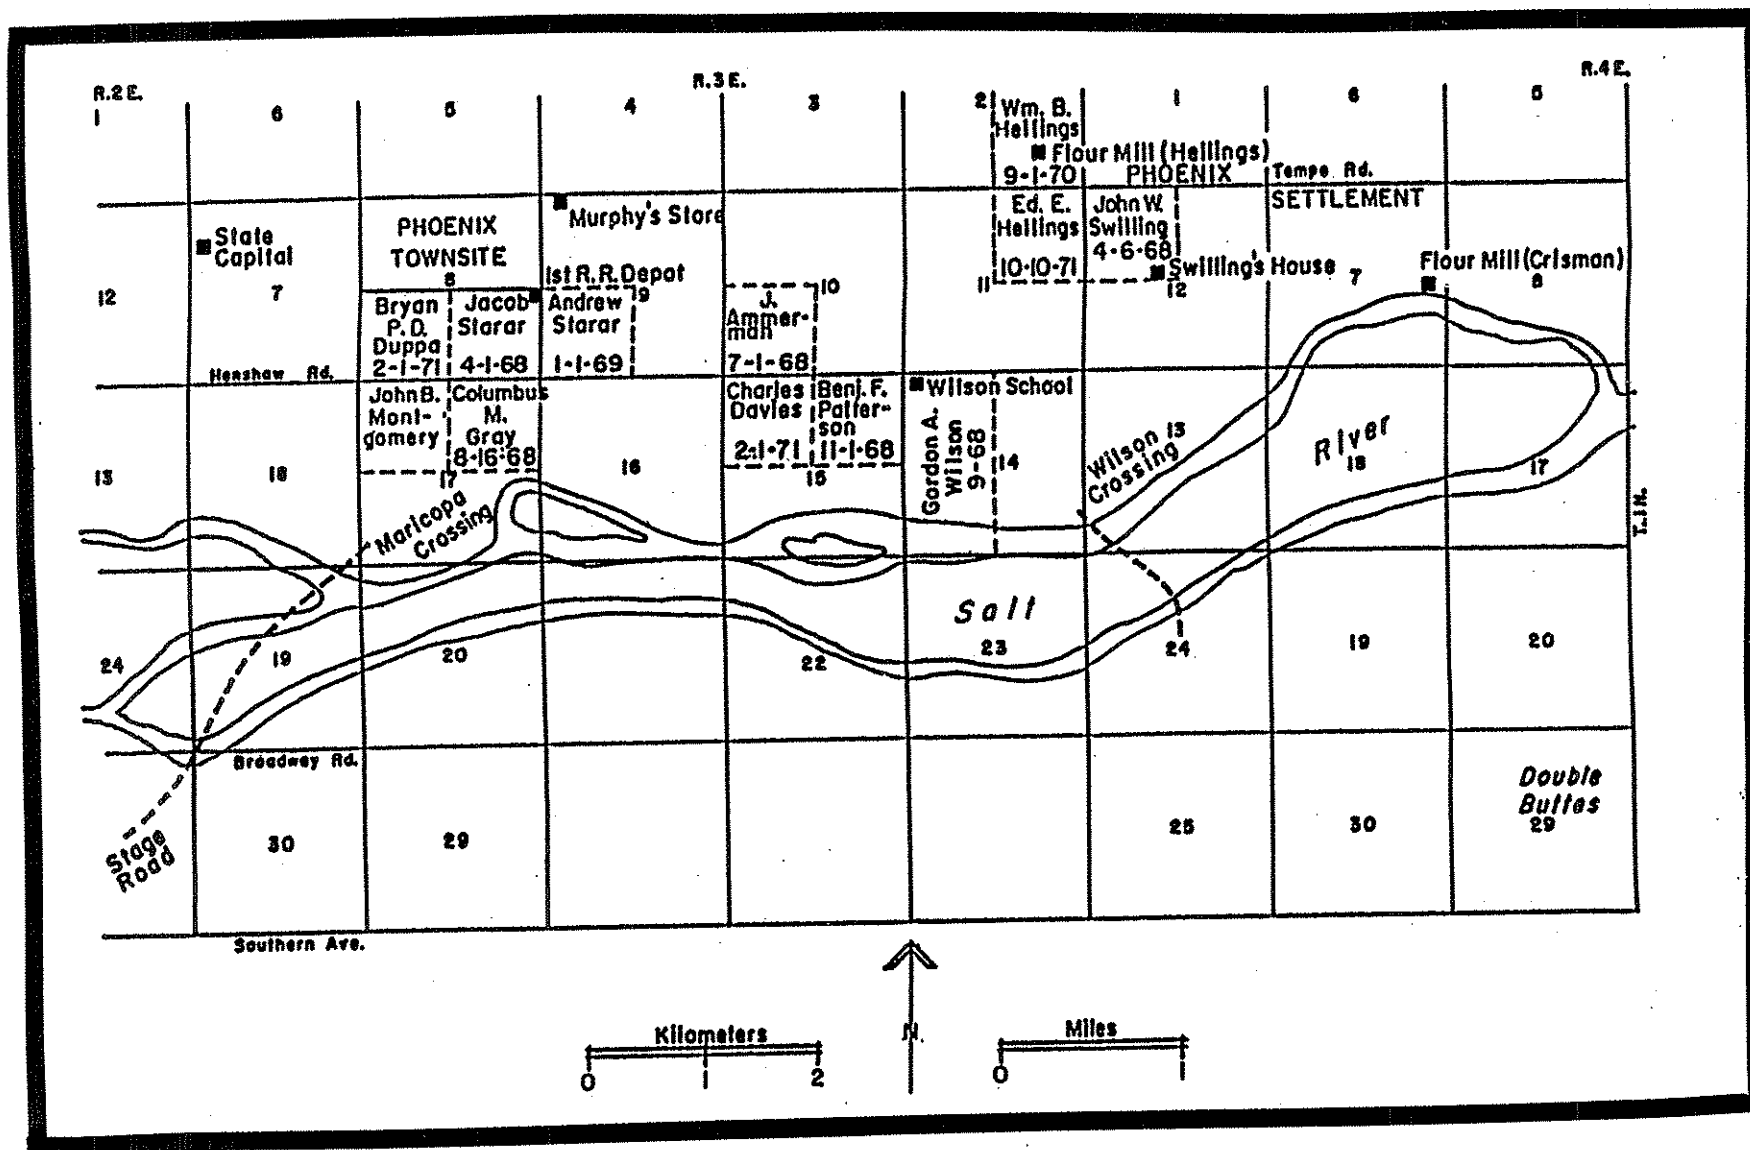 R.2 E.
R.3 E.
R.4 E.
1
6
5
4
3
2
1
6
5
Wm. B.
Hellings
Flour Mill (Hellings)
9-1-70
PHOENIX
Tempe Rd.
SETTLEMENT
State
Capital
7
PHOENIX
TOWNSITE
8
Murphy's Store
1st R.R. Depot
Ed. E.
Hellings
10-10-71
11
John W.
Swilling
4-6-68
Swilling's House
12
7
Flour Mill (Crisman)
8
12
Bryan
P. D.
Duppa
2-1-71
Jacob
Starar
4-1-68
Andrew
Starar
1-1-69
9
J.
Ammer-
man
7-1-68
10
Henshaw Rd.
John B.
Mont-
gomery
Columbus
M.
Gray
8-16-68
17
Charles
Davies
2-1-71
Benj. F.
Patter-
son
11-1-68
15
Wilson School
Gordon A.
Wilson
9-68
14
Wilson
Crossing
13
River
18
17
13
18
16
Maricopa
Crossing
T.1N.
Salt
24
19
20
22
23
24
19
20
Broadway Rd.
Stage
Road
30
29
25
30
Double
Buttes
29
Southern Ave.
Kilometers
0 1 2
N.
Miles
0 1